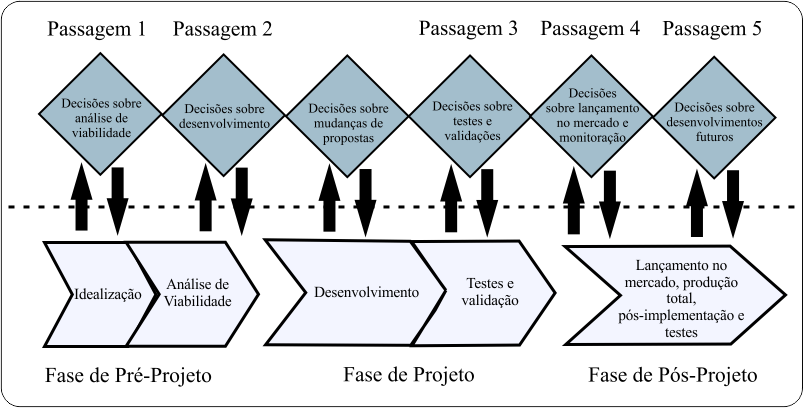 Passagem 1
Passagem 2
Passagem 3
Passagem 4
Passagem 5
Decisões sobre
análise de
viabilidade
Decisões sobre
desenvolvimento
Decisões sobre
mudanças de
propostas
Decisões sobre
testes e
validações
Decisões
sobre lançamento
no mercado e
monitoração
Decisões sobre
desenvolvimentos
futuros
Idealização
Análise de
Viabilidade
Desenvolvimento
Testes e
validação
Lançamento no
mercado, produção
total,
pós-implementação e
testes
Fase de Pré-Projeto
Fase de Projeto
Fase de Pós-Projeto